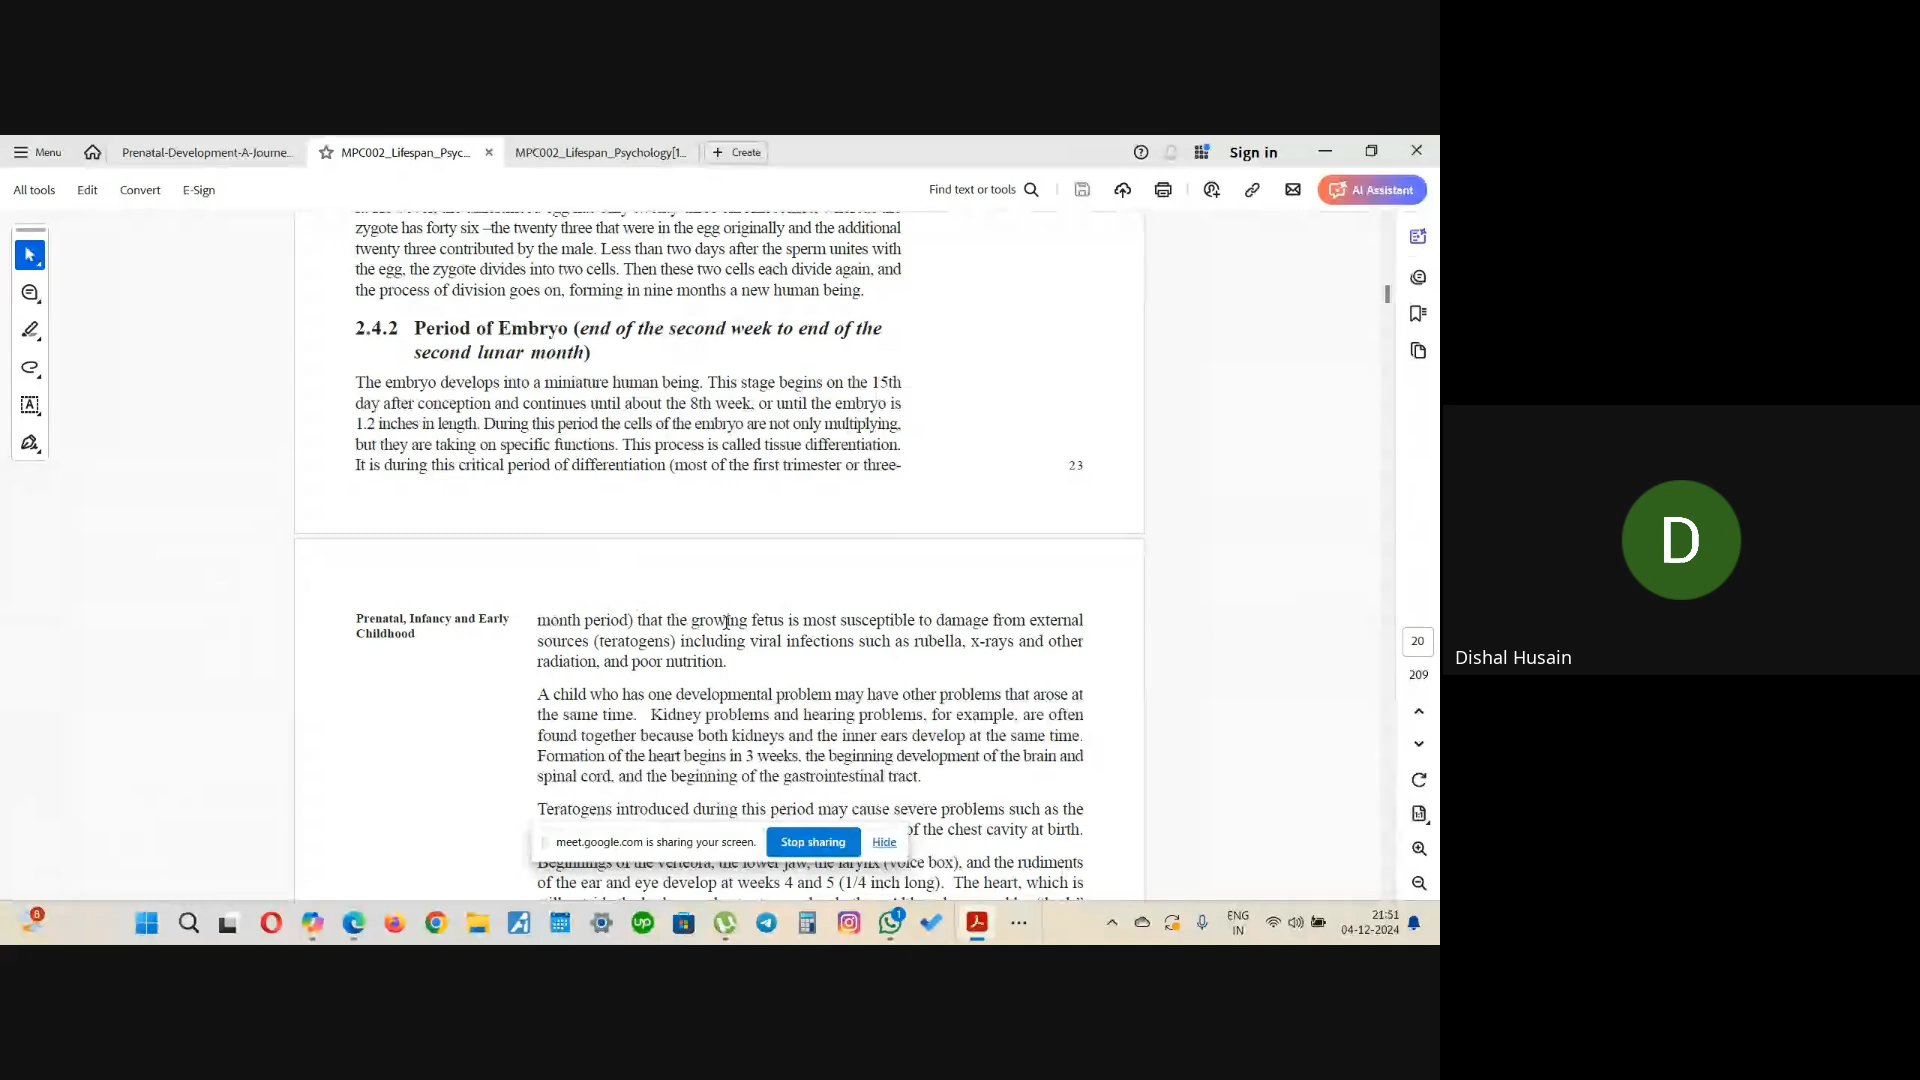 Menu
Prenatal-Development-A-Journe...
MPC002_Lifespan_Psyc...
MPC002_Lifespan_Psychology[1...
Create
Sign in
All tools
Edit
Convert
E-Sign
Find text or tools
AI Assistant
zygote has forty six –the twenty three that were in the egg originally and the additional
twenty three contributed by the male. Less than two days after the sperm unites with
the egg, the zygote divides into two cells. Then these two cells each divide again, and
the process of division goes on, forming in nine months a new human being.
2.4.2 Period of Embryo (end of the second week to end of the
second lunar month)
The embryo develops into a miniature human being. This stage begins on the 15th
day after conception and continues until about the 8th week, or until the embryo is
1.2 inches in length. During this period the cells of the embryo are not only multiplying,
but they are taking on specific functions. This process is called tissue differentiation.
It is during this critical period of differentiation (most of the first trimester or three-
23
Prenatal, Infancy and Early
Childhood
month period) that the growing fetus is most susceptible to damage from external
sources (teratogens) including viral infections such as rubella, x-rays and other
radiation, and poor nutrition.
A child who has one developmental problem may have other problems that arose at
the same time. Kidney problems and hearing problems, for example, are often
found together because both kidneys and the inner ears develop at the same time.
Formation of the heart begins in 3 weeks, the beginning development of the brain and
spinal cord, and the beginning of the gastrointestinal tract.
Teratogens introduced during this period may cause severe problems such as the
of the chest cavity at birth.
meet.google.com is sharing your screen.
Stop sharing
Hide
Beginnings of the vertebra, the lower jaw, the larynx (voice box), and the rudiments
of the ear and eye develop at weeks 4 and 5 (1/4 inch long). The heart, which is
20
209
D
Dishal Husain
8
up
1
ENG
IN
21:51
04-12-2024